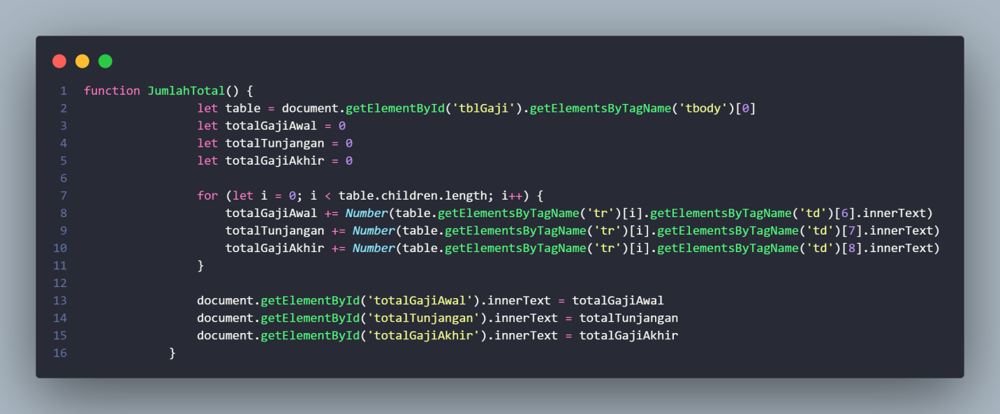 1 function JumlahTotal() {
2 let table = document.getElementById('tblGaji').getElementsByTagName('tbody')[0]
3 let totalGajiAwal = 0
4 let totalTunjangan = 0
5 let totalGajiAkhir = 0
6
7 for (let i = 0; i < table.children.length; i++) {
8 totalGajiAwal += Number(table.getElementsByTagName('tr')[i].getElementsByTagName('td')[6].innerText)
9 totalTunjangan += Number(table.getElementsByTagName('tr')[i].getElementsByTagName('td')[7].innerText)
10 totalGajiAkhir += Number(table.getElementsByTagName('tr')[i].getElementsByTagName('td')[8].innerText)
11 }
12
13 document.getElementById('totalGajiAwal').innerText = totalGajiAwal
14 document.getElementById('totalTunjangan').innerText = totalTunjangan
15 document.getElementById('totalGajiAkhir').innerText = totalGajiAkhir
16 }